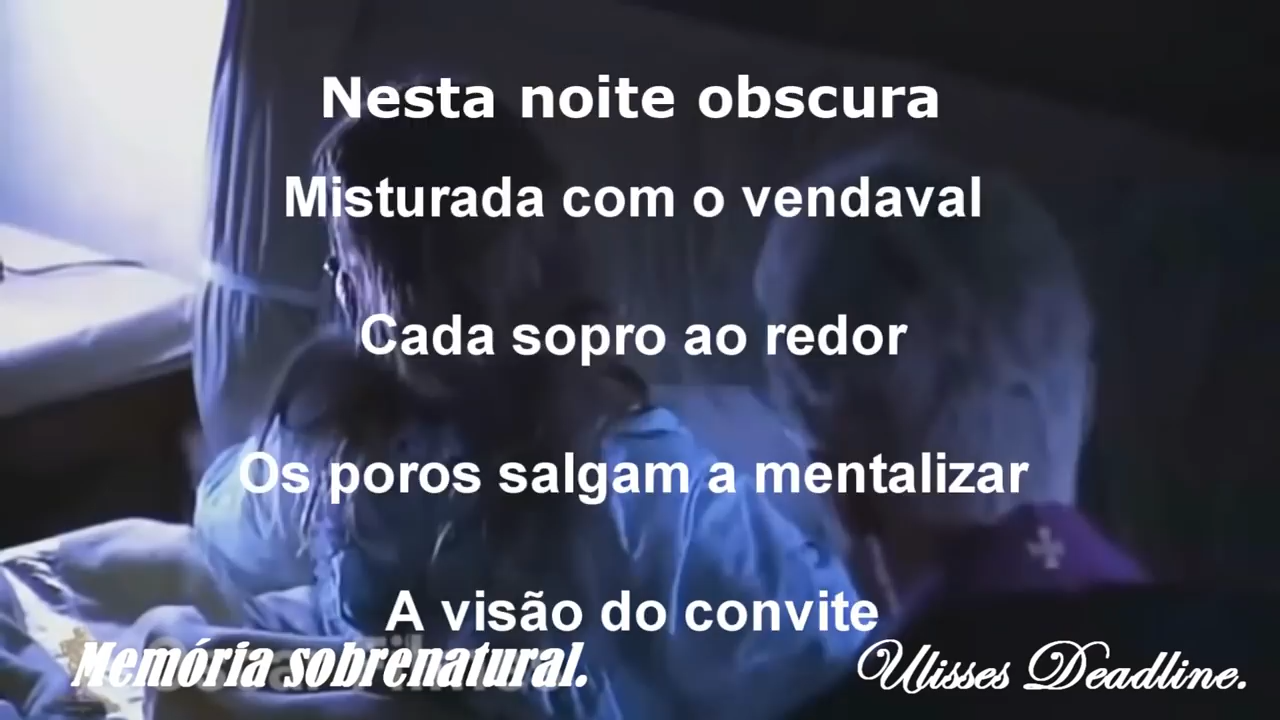 Nesta noite obscura
Misturada com o vendaval
Cada sopro ao redor
Os poros salgam a mentalizar
A visão do convite
Memória sobrenatural.
Ulisses Deadline.